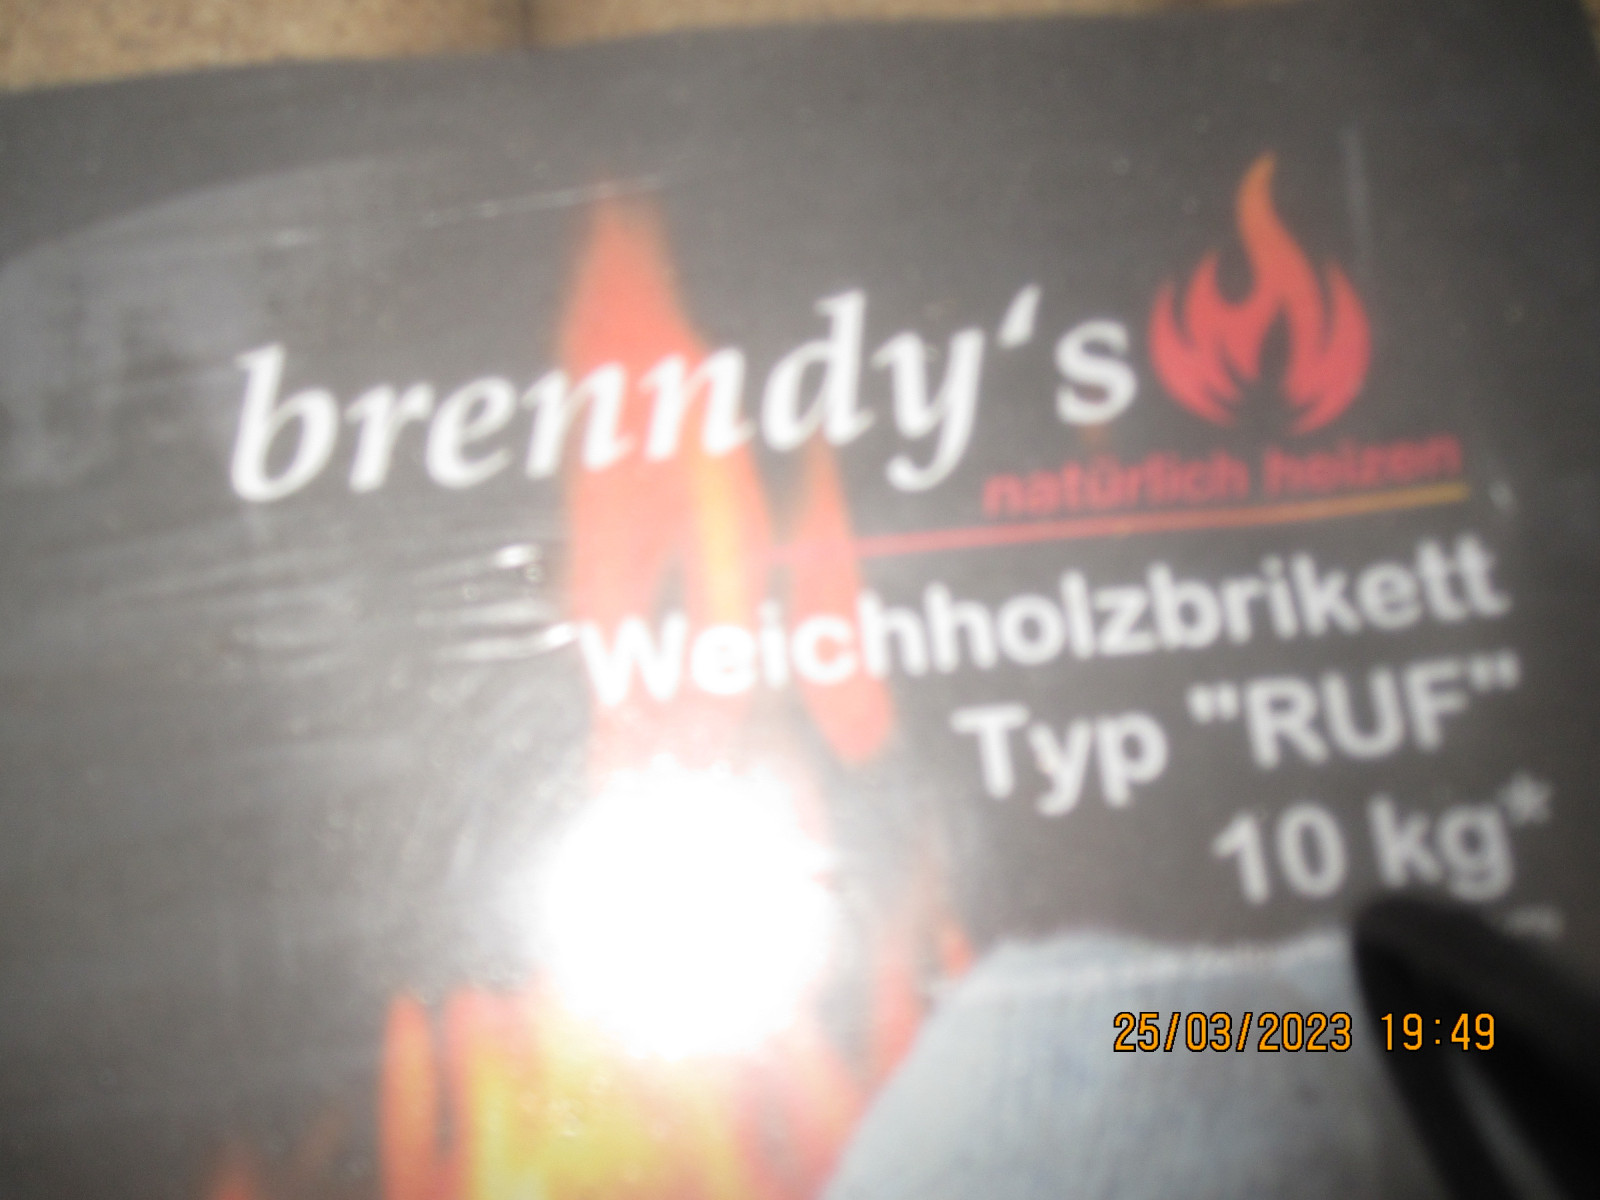 brenndy's
natürlich heizen
Weichholzbrikett
Typ "RUF"
10 kg*
25/03/2023 19:49